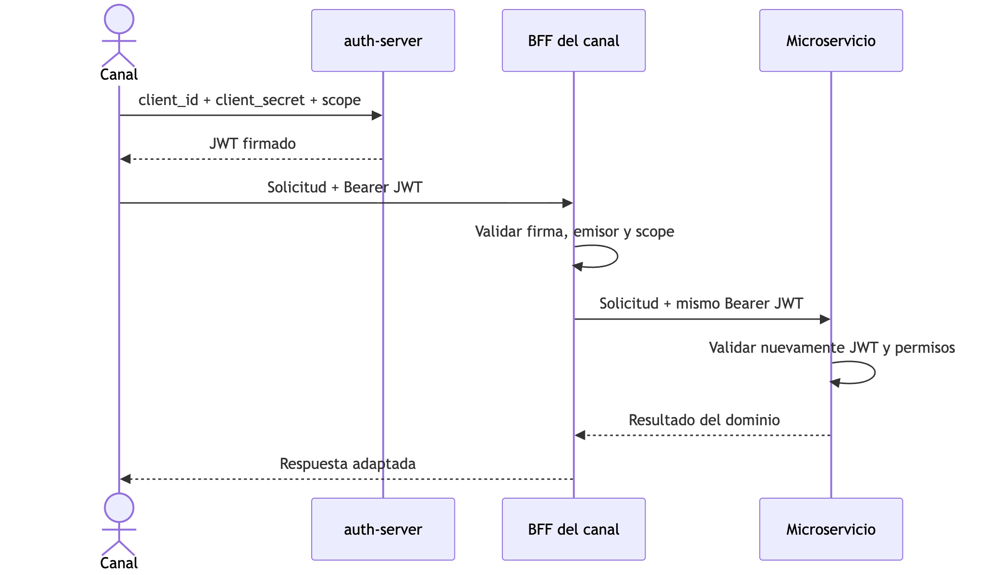 Canal
auth-server
BFF del canal
Microservicio
client_id + client_secret + scope
JWT firmado
Solicitud + Bearer JWT
Validar firma, emisor y scope
Solicitud + mismo Bearer JWT
Validar nuevamente JWT y permisos
Resultado del dominio
Respuesta adaptada
Canal
auth-server
BFF del canal
Microservicio